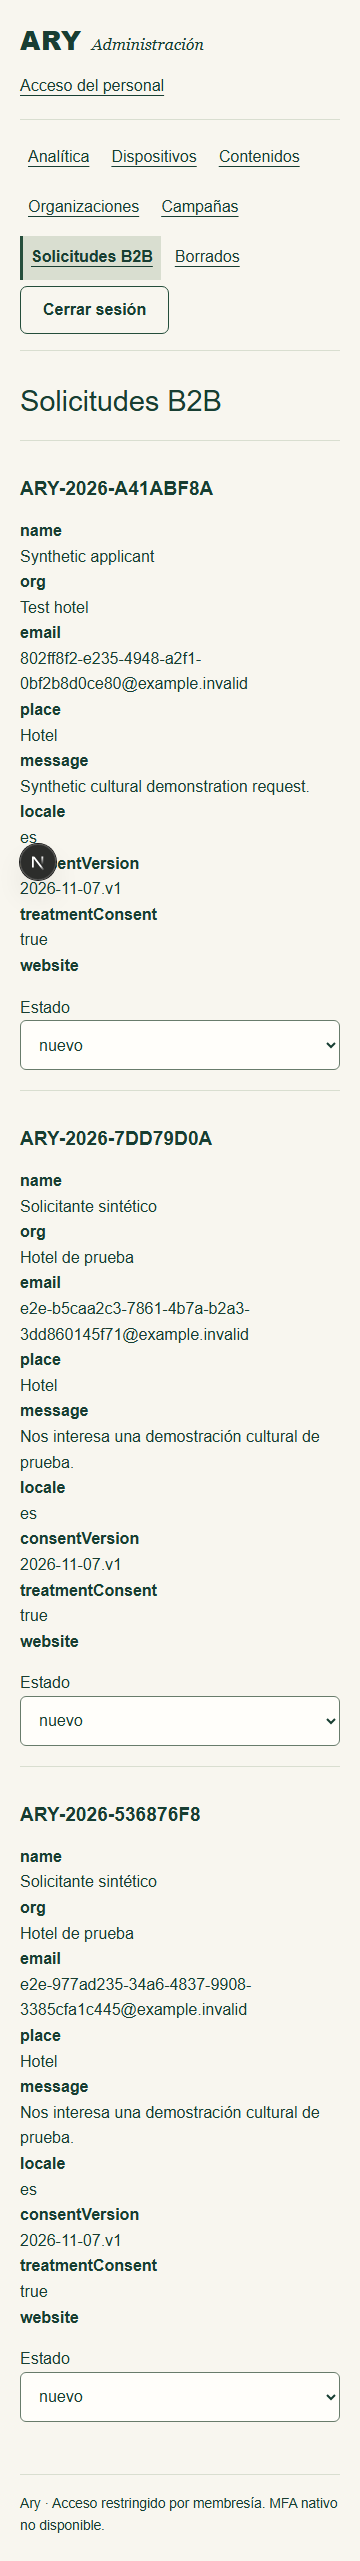 ARY Administración
Acceso del personal
Analítica Dispositivos Contenidos
Organizaciones Campañas
Solicitudes B2B Borrados
Cerrar sesión
Solicitudes B2B
ARY-2026-A41ABF8A
name
Synthetic applicant
org
Test hotel
email
802ff8f2-e235-4948-a2f1-
0bf2b8d0ce80@example.invalid
place
Hotel
message
Synthetic cultural demonstration request.
locale
es
N entVersion
2026-11-07.v1
treatmentConsent
true
website
Estado
nuevo
ARY-2026-7DD79D0A
name
Solicitante sintético
org
Hotel de prueba
email
e2e-b5caa2c3-7861-4b7a-b2a3-
3dd860145f71@example.invalid
place
Hotel
message
Nos interesa una demostración cultural de
prueba.
locale
es
consentVersion
2026-11-07.v1
treatmentConsent
true
website
Estado
nuevo
ARY-2026-536876F8
name
Solicitante sintético
org
Hotel de prueba
email
e2e-977ad235-34a6-4837-9908-
3385cfa1c445@example.invalid
place
Hotel
message
Nos interesa una demostración cultural de
prueba.
locale
es
consentVersion
2026-11-07.v1
treatmentConsent
true
website
Estado
nuevo
Ary · Acceso restringido por membresía. MFA nativo
no disponible.